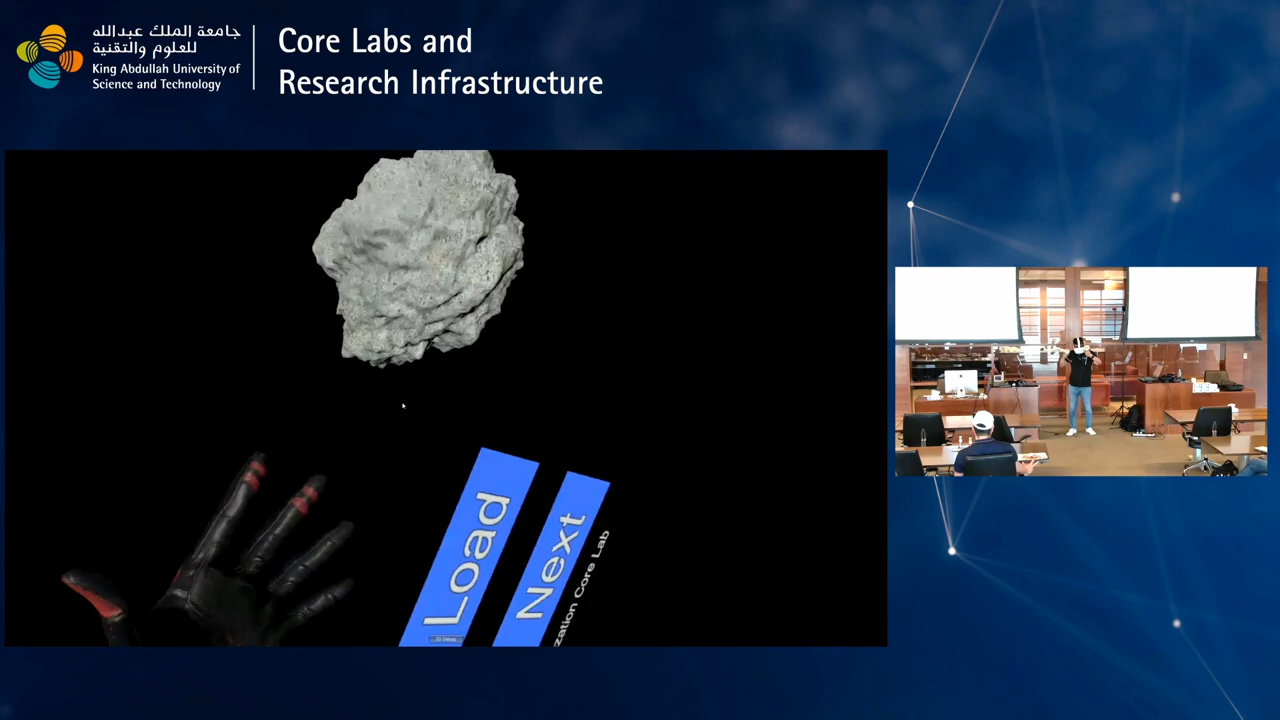 جامعة الملك عبدالله
للعلوم والتقنية
King Abdullah University of
Science and Technology
Core Labs and
Research Infrastructure
Load
Next
zation Core Lab